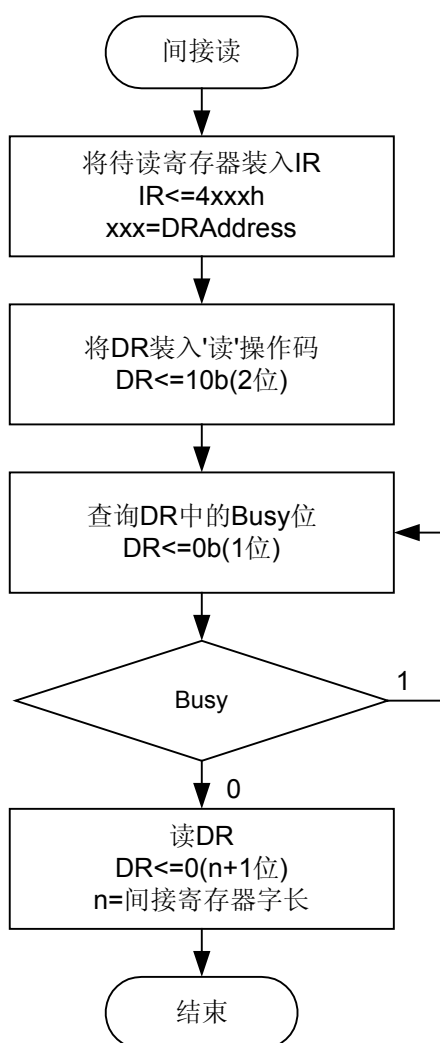 间接读
将待读寄存器装入IR
IR<=4xxxh
xxx=DRAddress
将DR装入'读'操作码
DR<=10b(2位)
查询DR中的Busy位
DR<=0b(1位)
Busy
1
0
读DR
DR<=0(n+1位)
n=间接寄存器字长
结束